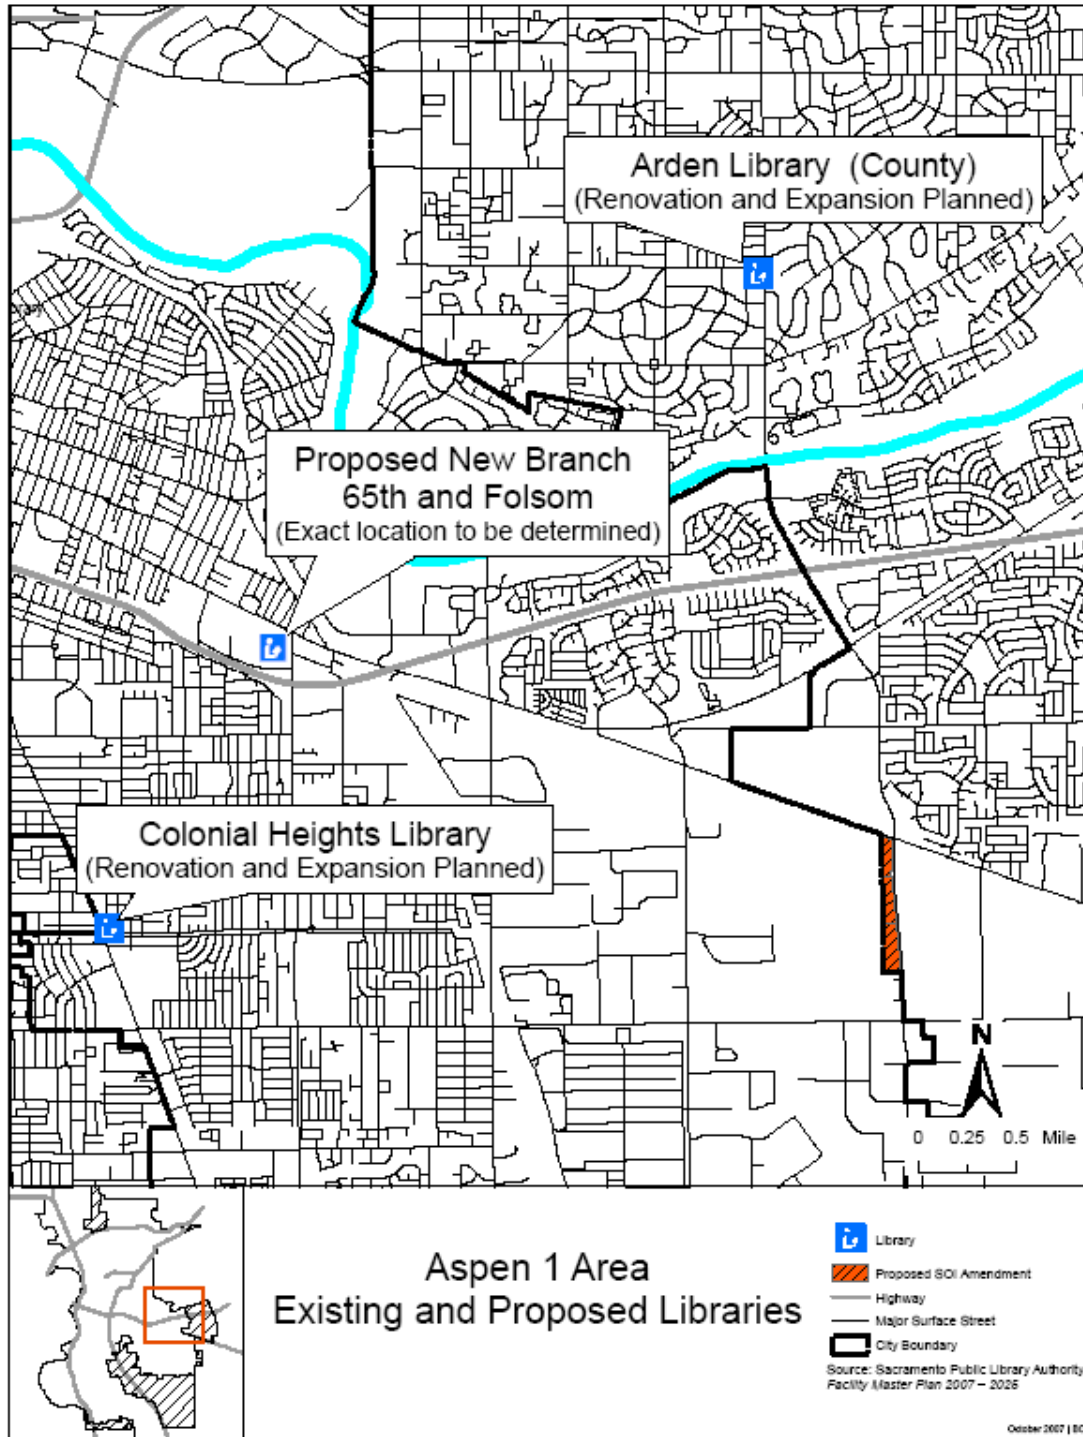 Arden Library (County)
(Renovation and Expansion Planned)
Proposed New Branch
65th and Folsom
(Exact location to be determined)
Colonial Heights Library
(Renovation and Expansion Planned)
N
0 0.25 0.5 Mile
Aspen 1 Area
Existing and Proposed Libraries
Library
Proposed SOI Amendment
Highway
Major Surface Street
City Boundary
Source: Sacramento Public Library Authority
Facility Master Plan 2007 – 2025
October 2007 |